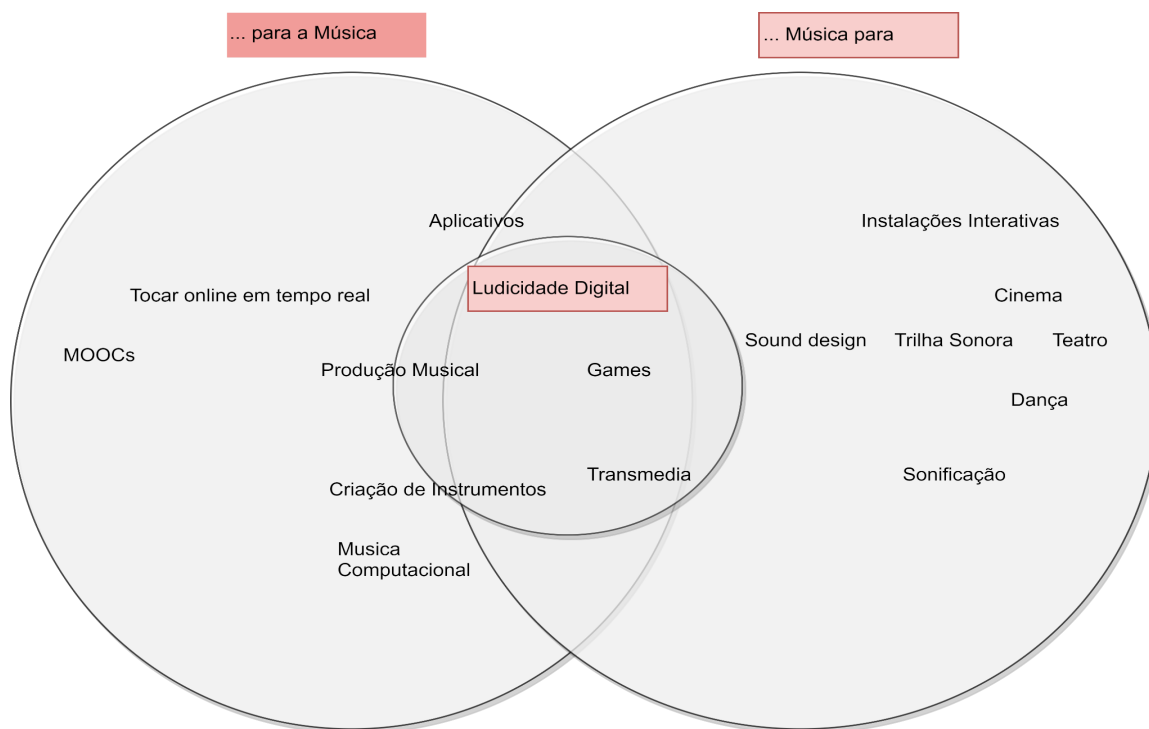 ... para a Música
... Música para
Aplicativos
Instalações Interativas
Ludicidade Digital
Tocar online em tempo real
Cinema
MOOCs
Sound design
Trilha Sonora
Teatro
Produção Musical
Games
Dança
Transmedia
Sonificação
Criação de Instrumentos
Musica
Computacional